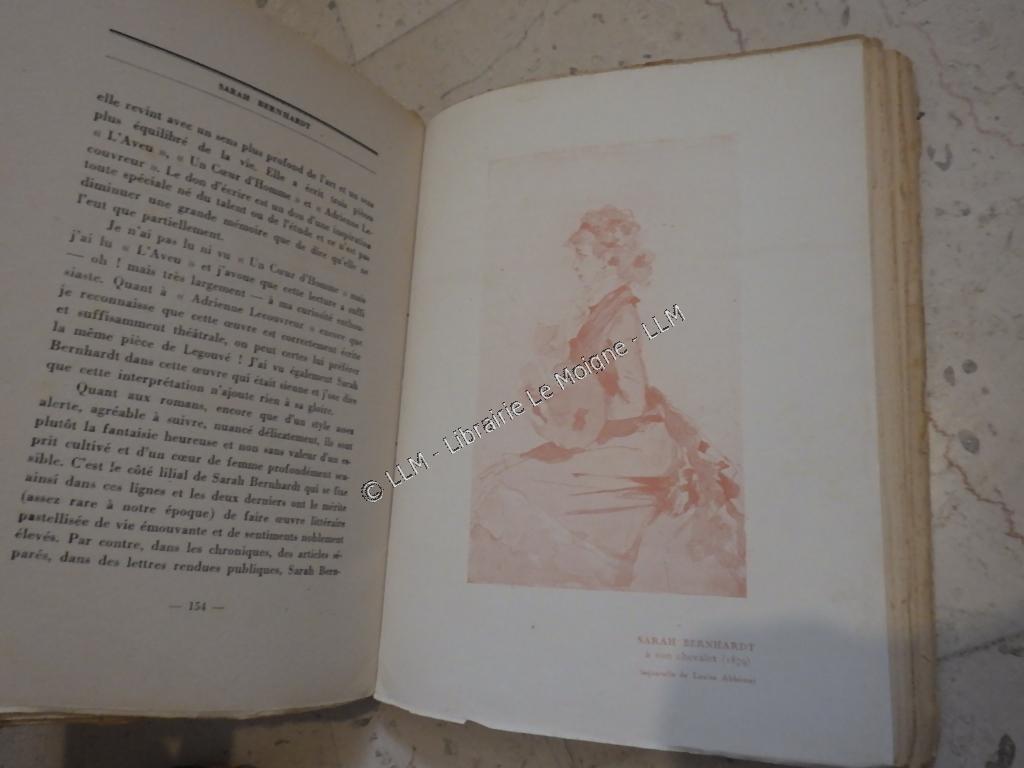 SARAH BERNHARDT
elle revint avec un sens plus profond de l'art et un sens
plus équilibré de la vie. Elle a écrit trois pièces
« L'Aveu », « Un Cœur d'Homme » et « Adrienne Le-
couvreur ». Le don d'écrire est un don d'une inspiration
toute spéciale né du talent ou de l'étude et ce n'est pas
diminuer une grande mémoire que de dire qu'elle ne
l'eut que partiellement.
Je n'ai pas lu ni vu « Un Cœur d'Homme » mais
j'ai lu « L'Aveu » et j'avoue que cette lecture a suffi
— oh ! mais très largement — à ma curiosité enthou-
siaste. Quant à « Adrienne Lecouvreur » encore que
je reconnaisse que cette œuvre est correctement écrite
et suffisamment théâtrale, on peut certes lui préférer
la même pièce de Legouvé ! J'ai vu également Sarah
Bernhardt dans cette œuvre qui était sienne et j'ose dire
que cette interprétation n'ajoute rien à sa gloire.
Quant aux romans, encore que d'un style assez
alerte, agréable à suivre, nuancé délicatement, ils sont
plutôt la fantaisie heureuse et non sans valeur d'un es-
prit cultivé et d'un cœur de femme profondément sen-
sible. C'est le côté lilial de Sarah Bernhardt qui se fixe
ainsi dans ces lignes et les deux derniers ont le mérite
(assez rare à notre époque) de faire œuvre littéraire
pastellisée de vie émouvante et de sentiments noblement
élevés. Par contre, dans les chroniques, des articles sé-
parés, dans des lettres rendues publiques, Sarah Bern-
— 154 —
SARAH BERNHARDT
à son chevalet (1879)
aquarelle de Louise Abbema
© LLM - Librairie Le Moigne - LLM